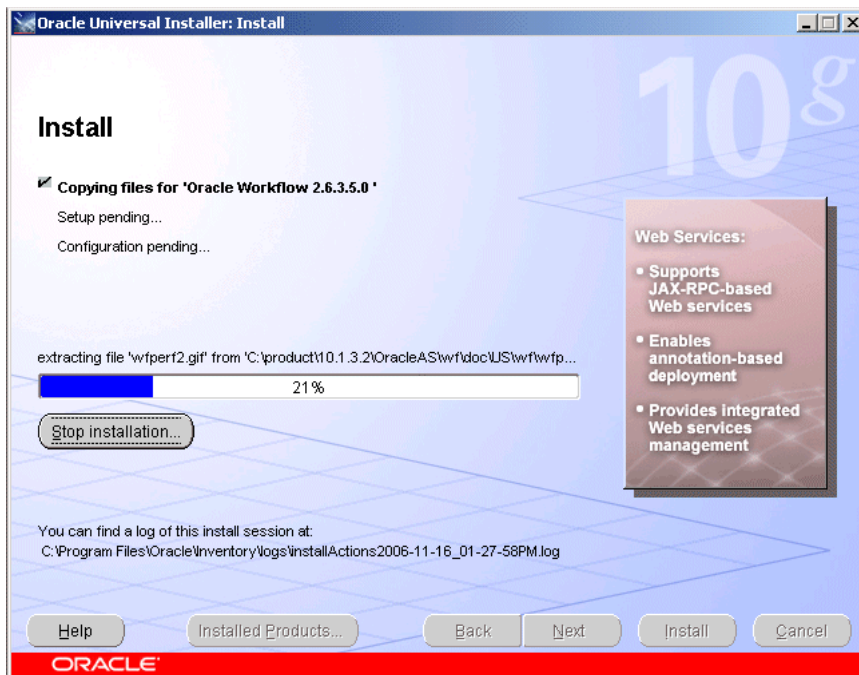 Oracle Universal Installer: Install
10g
Install
Copying files for 'Oracle Workflow 2.6.3.5.0 '
Setup pending...
Configuration pending...
Web Services:
• Supports
JAX-RPC-based
Web services
• Enables
annotation-based
deployment
• Provides integrated
Web services
management
extracting file 'wfperf2.gif' from 'C:\product\10.1.3.2\OracleAS\wf\doc\US\wf\wfp...
21%
Stop installation...
You can find a log of this install session at:
C:\Program Files\Oracle\Inventory\logs\installActions2006-11-16_01-27-58PM.log
Help
Installed Products...
Back
Next
Install
Cancel
ORACLE